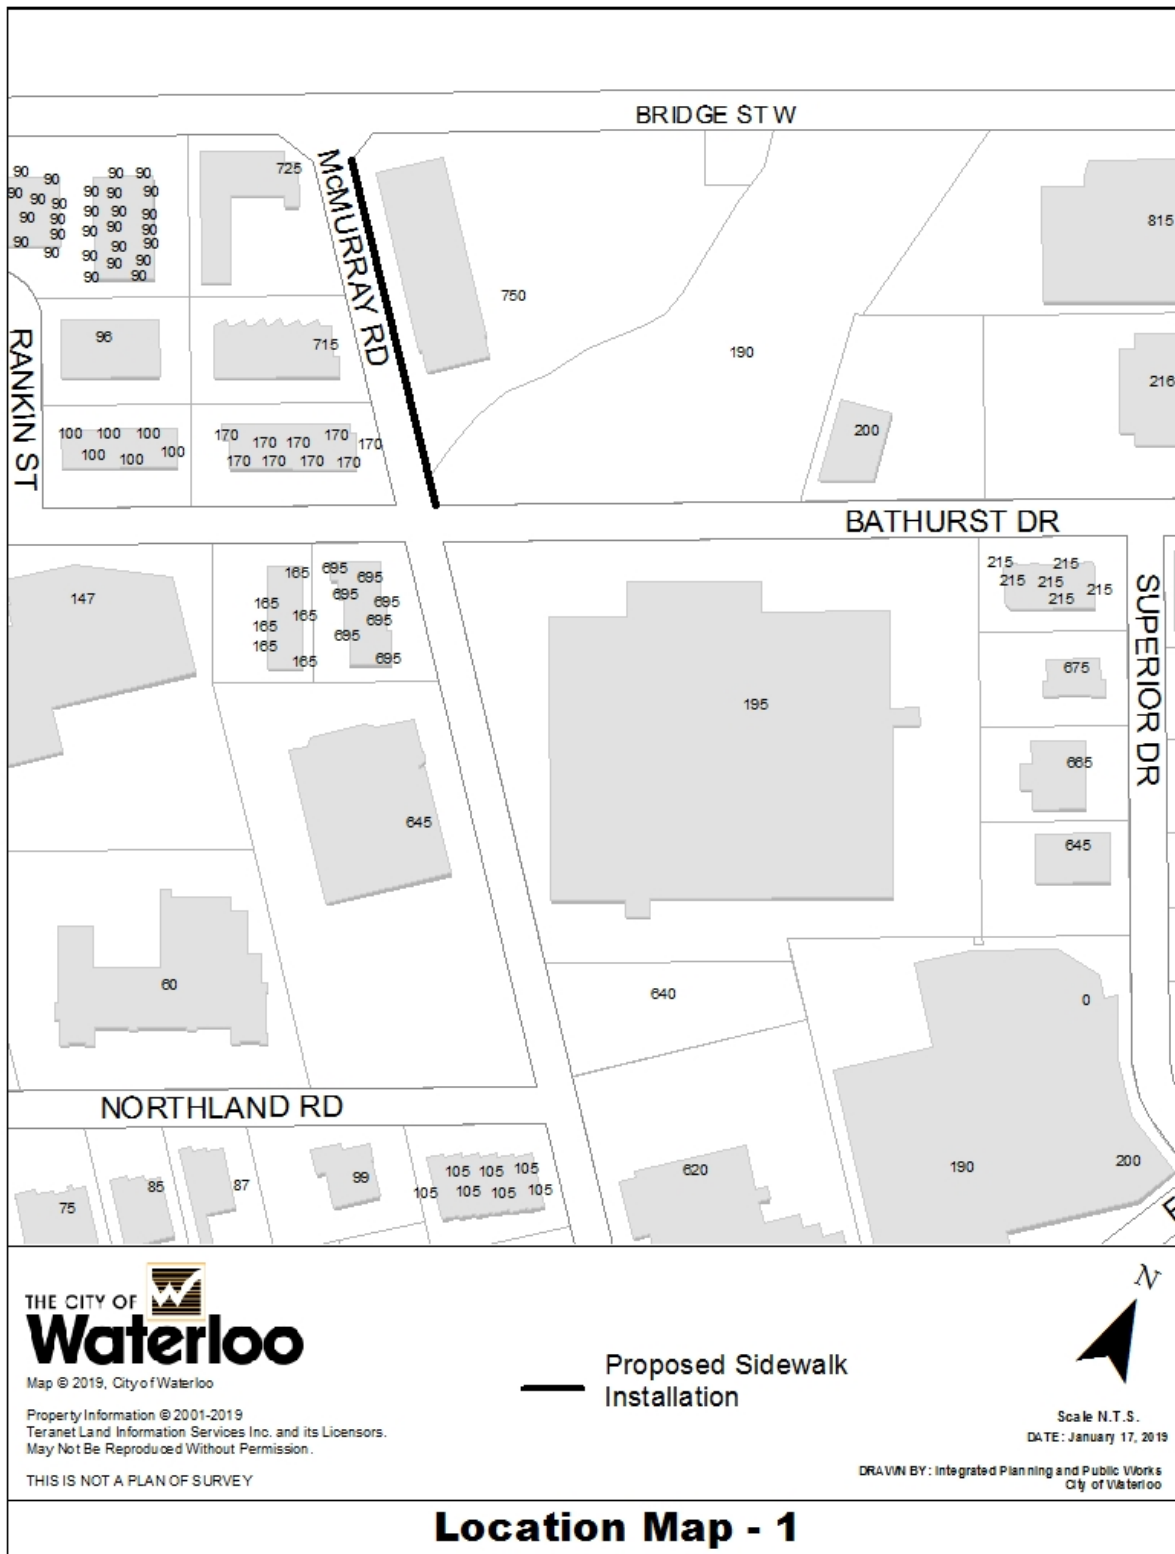 BRIDGE ST W
McMURRAY RD
725
90 90
90 90 90 90 90
90 90 90 90 90
90 90 90 90 90
90 90 90 90
90 90 90
90 90
815
750
96
715
190
216
RANKIN ST
100 100 100
100 100 100
170 170 170 170 170
170 170 170 170
200
BATHURST DR
147
165
165 165
165
165 165
695 695
695 695
695
695
695
215 215
215 215 215
215
SUPERIOR DR
675
195
665
645
645
60
640
0
NORTHLAND RD
75
85
87
99
105 105 105
105 105 105 105
620
190
200
THE CITY OF
Waterloo
Map © 2019, City of Waterloo
Property Information © 2001-2019
Teranet Land Information Services Inc. and its Licensors.
May Not Be Reproduced Without Permission.
THIS IS NOT A PLAN OF SURVEY
Proposed Sidewalk
Installation
N
Scale N.T.S.
DATE: January 17, 2019
DRAWN BY: Integrated Planning and Public Works
City of Waterloo
Location Map - 1